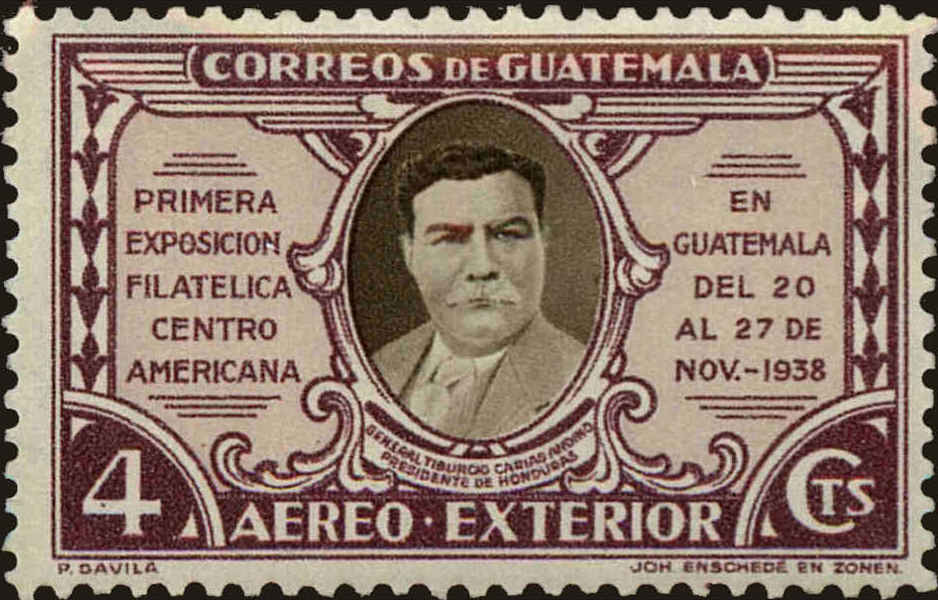 CORREOS DE GUATEMALA
PRIMERA
EXPOSICION
FILATELICA
CENTRO
AMERICANA
EN
GUATEMALA
DEL 20
AL 27 DE
NOV.-1938
GENERAL TIBURCIO CARIAS ANDINO
PRESIDENTE DE HONDURAS
4 CTS
AEREO · EXTERIOR
P. DAVILA
JOH ENSCHEDÉ EN ZONEN.